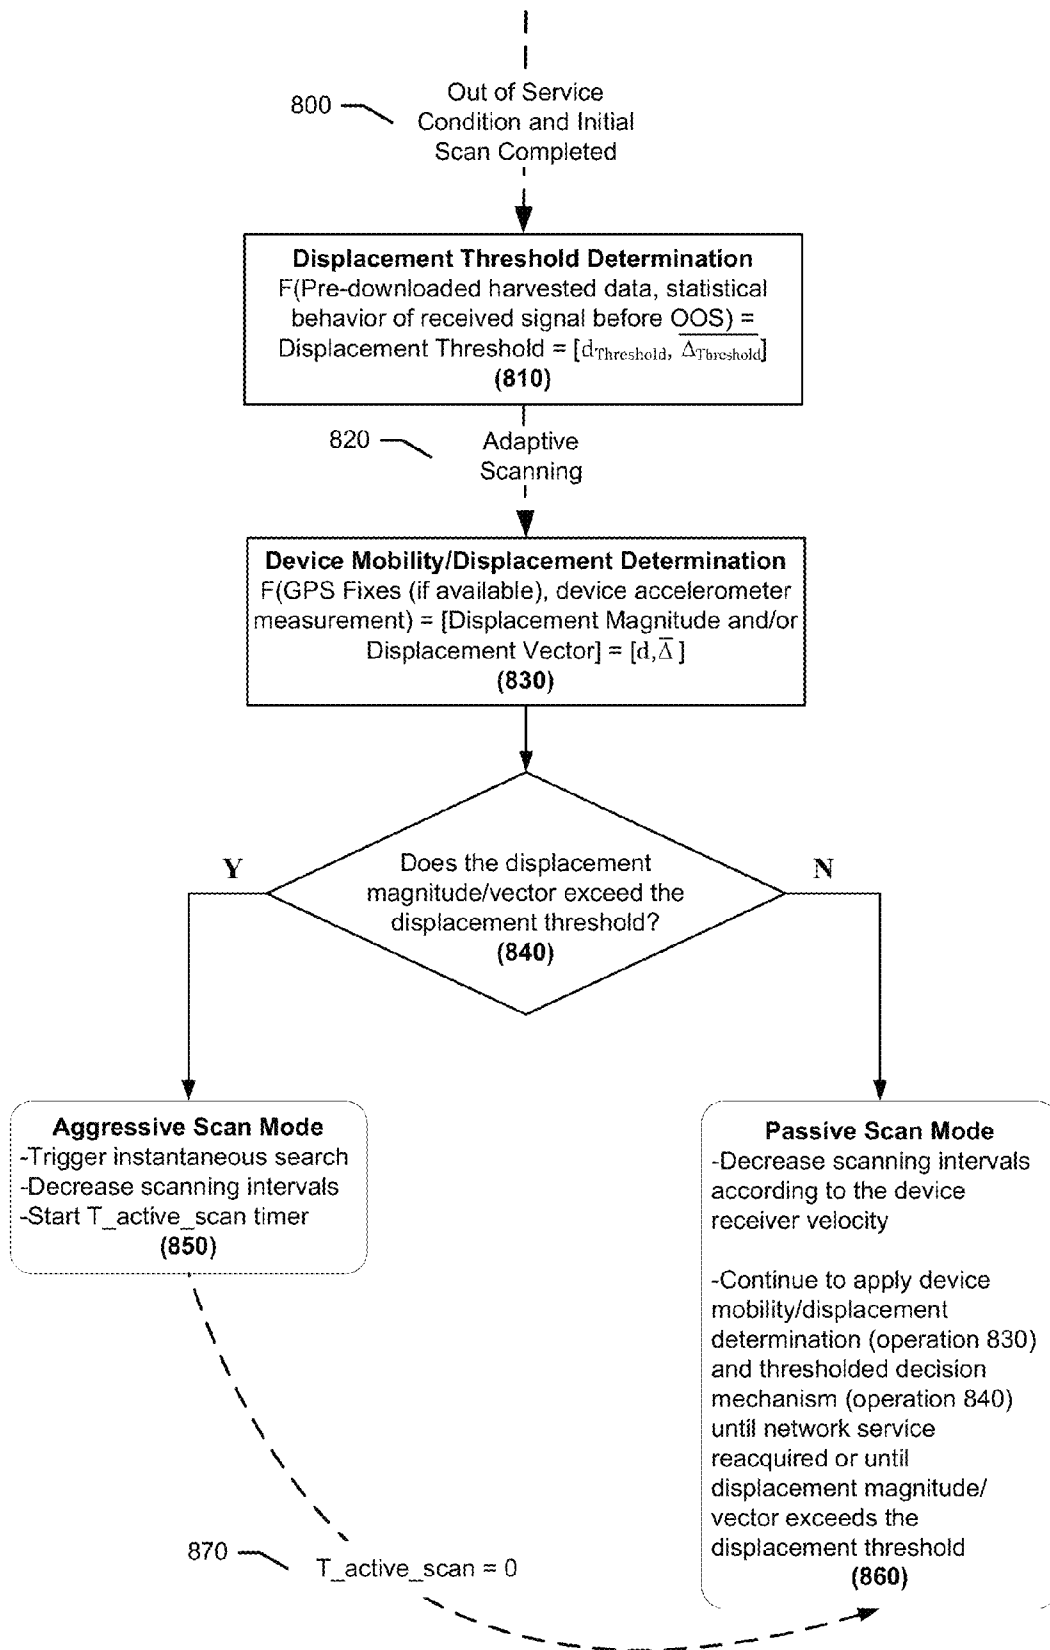 800
Out of Service
Condition and Initial
Scan Completed
Displacement Threshold Determination
F(Pre-downloaded harvested data, statistical
behavior of received signal before OOS) =
Displacement Threshold = [d_Threshold, Δ̅_Threshold]
(810)
820
Adaptive
Scanning
Device Mobility/Displacement Determination
F(GPS Fixes (if available), device accelerometer
measurement) = [Displacement Magnitude and/or
Displacement Vector] = [d,Δ̅ ]
(830)
Y
N
Does the displacement
magnitude/vector exceed the
displacement threshold?
(840)
Aggressive Scan Mode
-Trigger instantaneous search
-Decrease scanning intervals
-Start T_active_scan timer
(850)
Passive Scan Mode
-Decrease scanning intervals
according to the device
receiver velocity
-Continue to apply device
mobility/displacement
determination (operation 830)
and thresholded decision
mechanism (operation 840)
until network service
reacquired or until
displacement magnitude/
vector exceeds the
displacement threshold
(860)
870
T_active_scan = 0